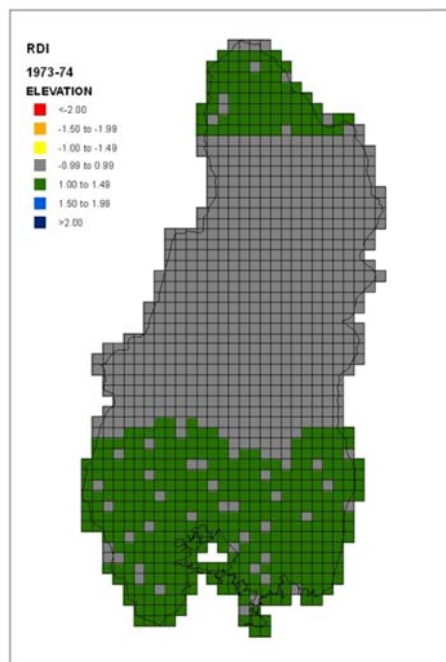 RDI
1973-74
ELEVATION
<-2.00
-1.50 to -1.99
-1.00 to -1.49
-0.99 to 0.99
1.00 to 1.49
1.50 to 1.99
>2.00